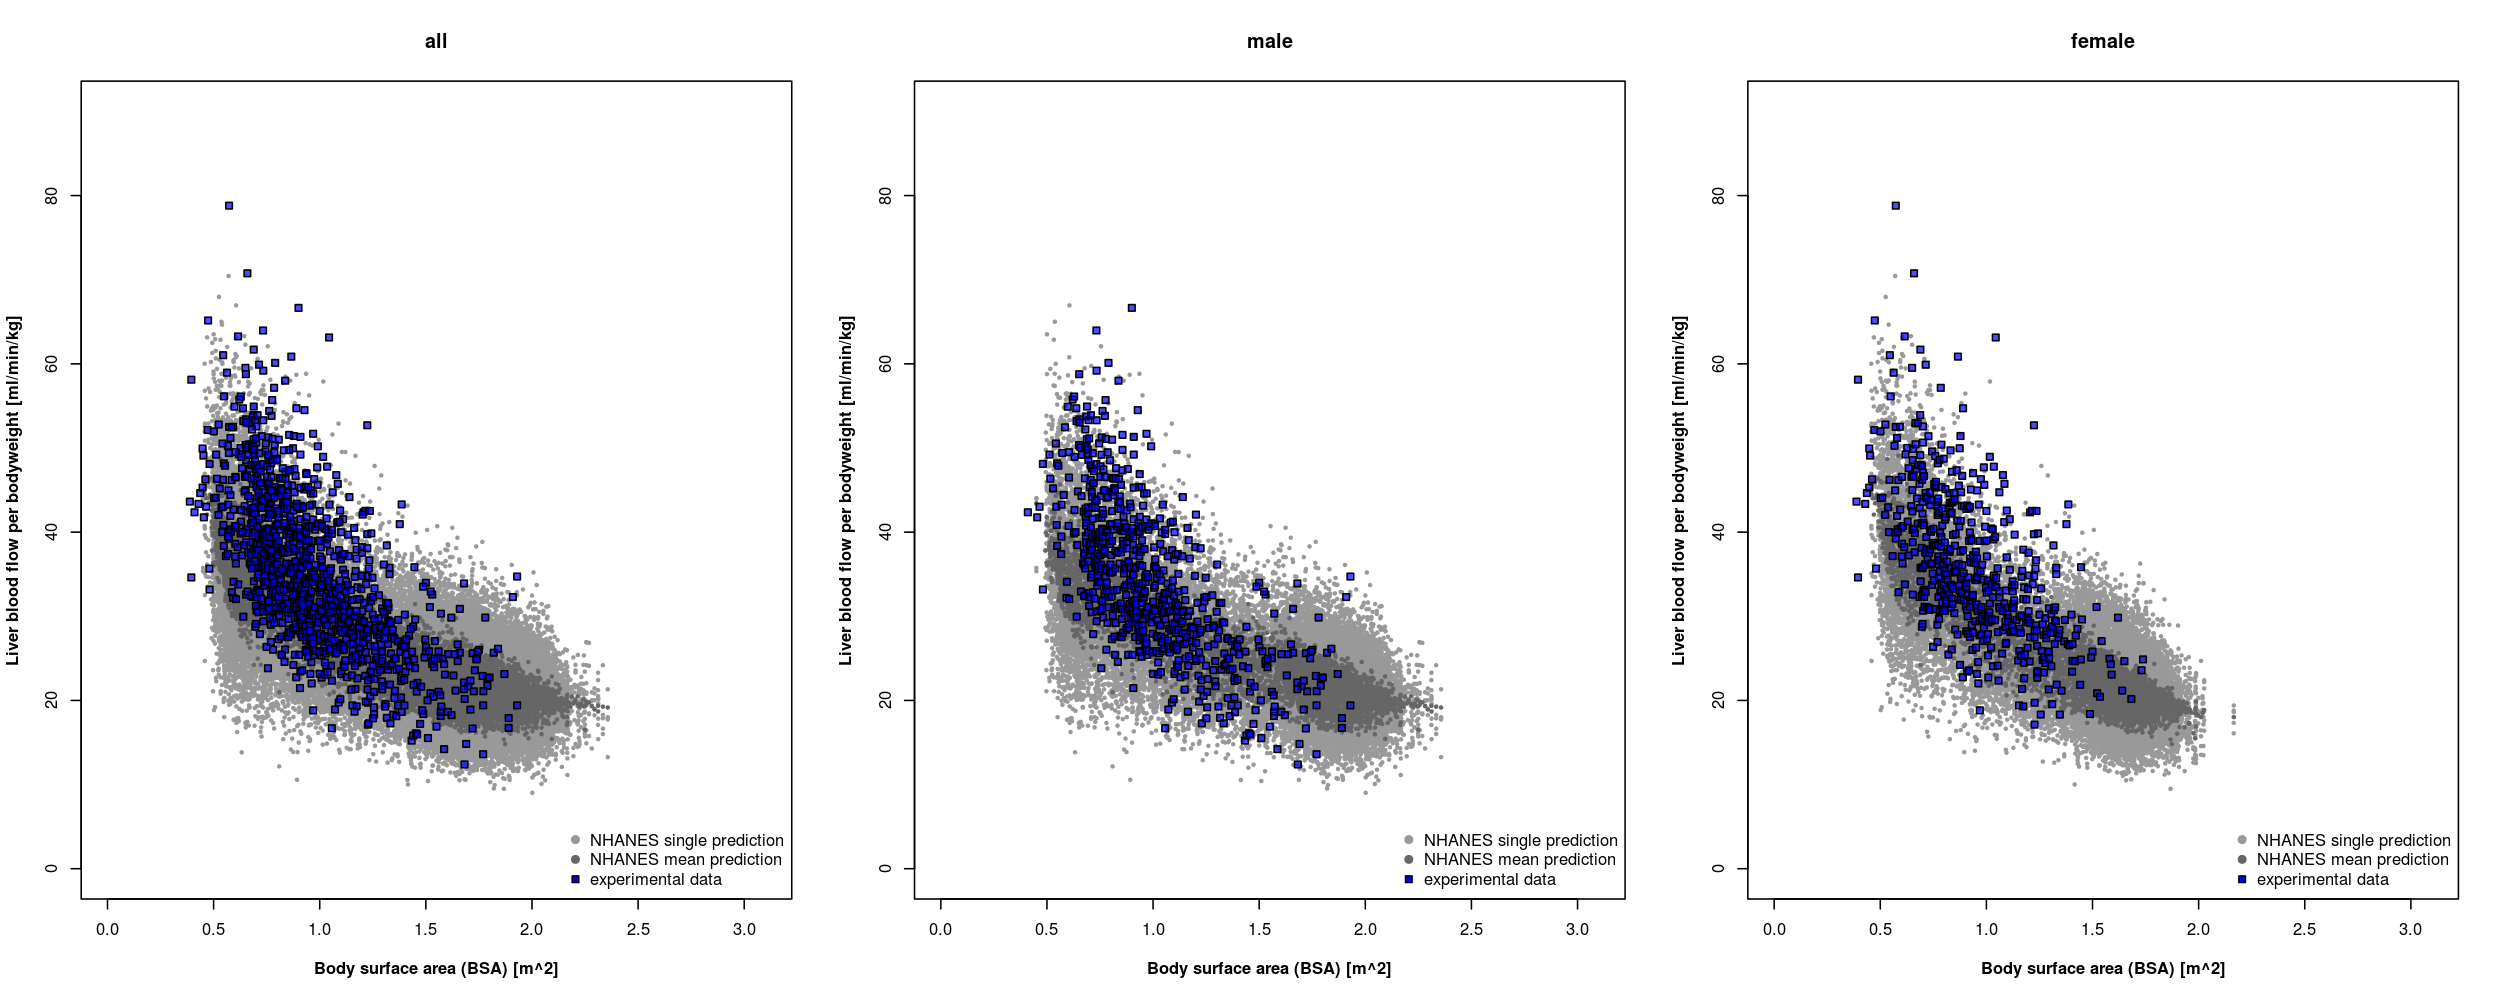 all
Liver blood flow per bodyweight [ml/min/kg]
80
60
40
20
0
NHANES single prediction
NHANES mean prediction
experimental data
0.0 0.5 1.0 1.5 2.0 2.5 3.0
Body surface area (BSA) [m^2]
male
Liver blood flow per bodyweight [ml/min/kg]
80
60
40
20
0
NHANES single prediction
NHANES mean prediction
experimental data
0.0 0.5 1.0 1.5 2.0 2.5 3.0
Body surface area (BSA) [m^2]
female
Liver blood flow per bodyweight [ml/min/kg]
80
60
40
20
0
NHANES single prediction
NHANES mean prediction
experimental data
0.0 0.5 1.0 1.5 2.0 2.5 3.0
Body surface area (BSA) [m^2]